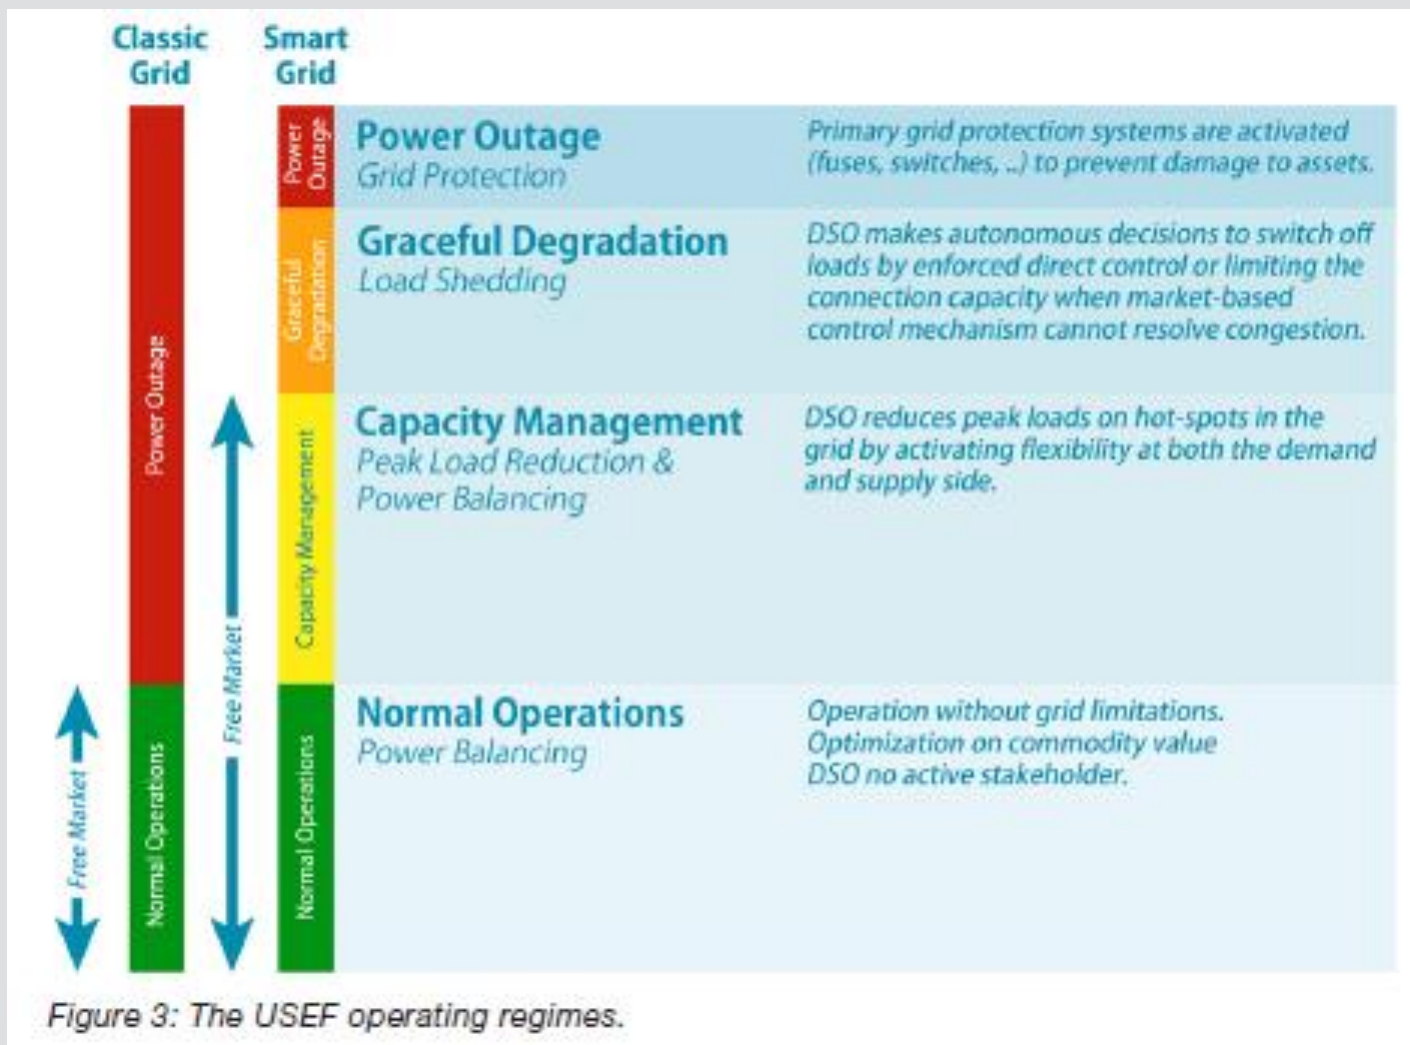 Classic
Grid
Smart
Grid
Power Outage
Normal Operations
Free Market
Free Market
Power
Outage
Graceful
Degradation
Capacity Management
Normal Operations
Power Outage
Grid Protection
Primary grid protection systems are activated
(fuses, switches, ..) to prevent damage to assets.
Graceful Degradation
Load Shedding
DSO makes autonomous decisions to switch off
loads by enforced direct control or limiting the
connection capacity when market-based
control mechanism cannot resolve congestion.
Capacity Management
Peak Load Reduction &
Power Balancing
DSO reduces peak loads on hot-spots in the
grid by activating flexibility at both the demand
and supply side.
Normal Operations
Power Balancing
Operation without grid limitations.
Optimization on commodity value
DSO no active stakeholder.
Figure 3: The USEF operating regimes.